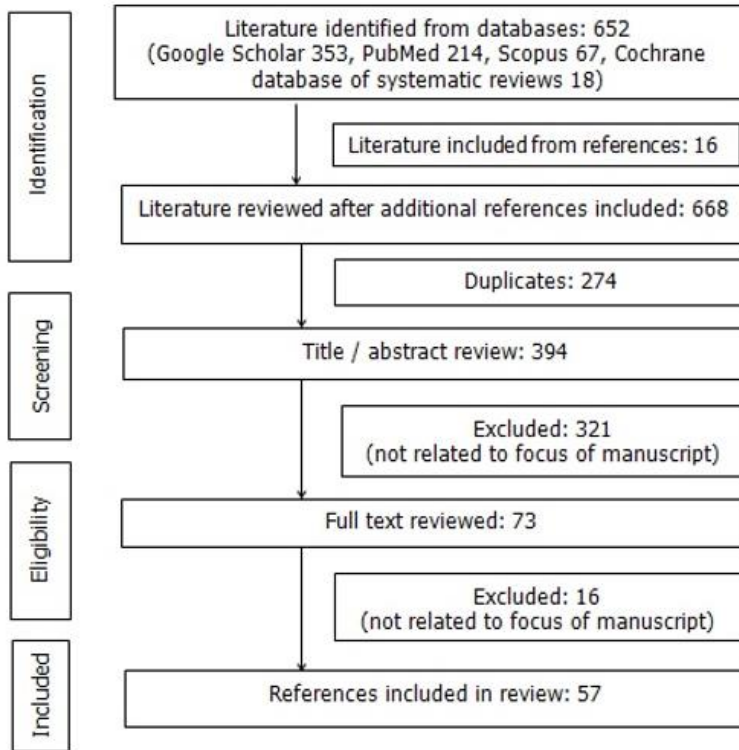 Identification
Literature identified from databases: 652
(Google Scholar 353, PubMed 214, Scopus 67, Cochrane
database of systematic reviews 18)
Literature included from references: 16
Literature reviewed after additional references included: 668
Duplicates: 274
Screening
Title / abstract review: 394
Excluded: 321
(not related to focus of manuscript)
Eligibility
Full text reviewed: 73
Excluded: 16
(not related to focus of manuscript)
Included
References included in review: 57